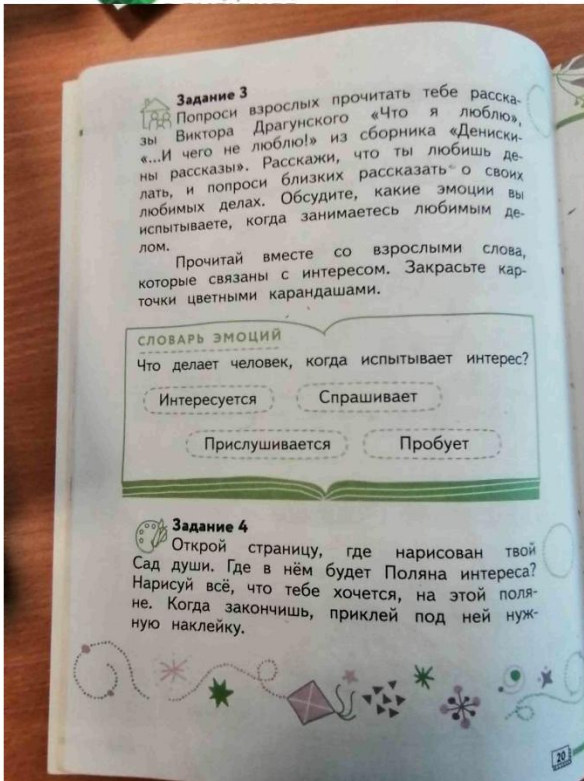 Задание 3
Попроси взрослых прочитать тебе расска-
зы Виктора Драгунского «Что я люблю»,
«...И чего не люблю!» из сборника «Дениски-
ны рассказы». Расскажи, что ты любишь де-
лать, и попроси близких рассказать о своих
любимых делах. Обсудите, какие эмоции вы
испытываете, когда занимаетесь любимым де-
лом.
Прочитай вместе со взрослыми слова,
которые связаны с интересом. Закрасьте кар-
точки цветными карандашами.
СЛОВАРЬ ЭМОЦИЙ
Что делает человек, когда испытывает интерес?
Интересуется Спрашивает
Прислушивается Пробует
Задание 4
Открой страницу, где нарисован твой
Сад души. Где в нём будет Поляна интереса?
Нарисуй всё, что тебе хочется, на этой поля-
не. Когда закончишь, приклей под ней нуж-
ную наклейку.
20